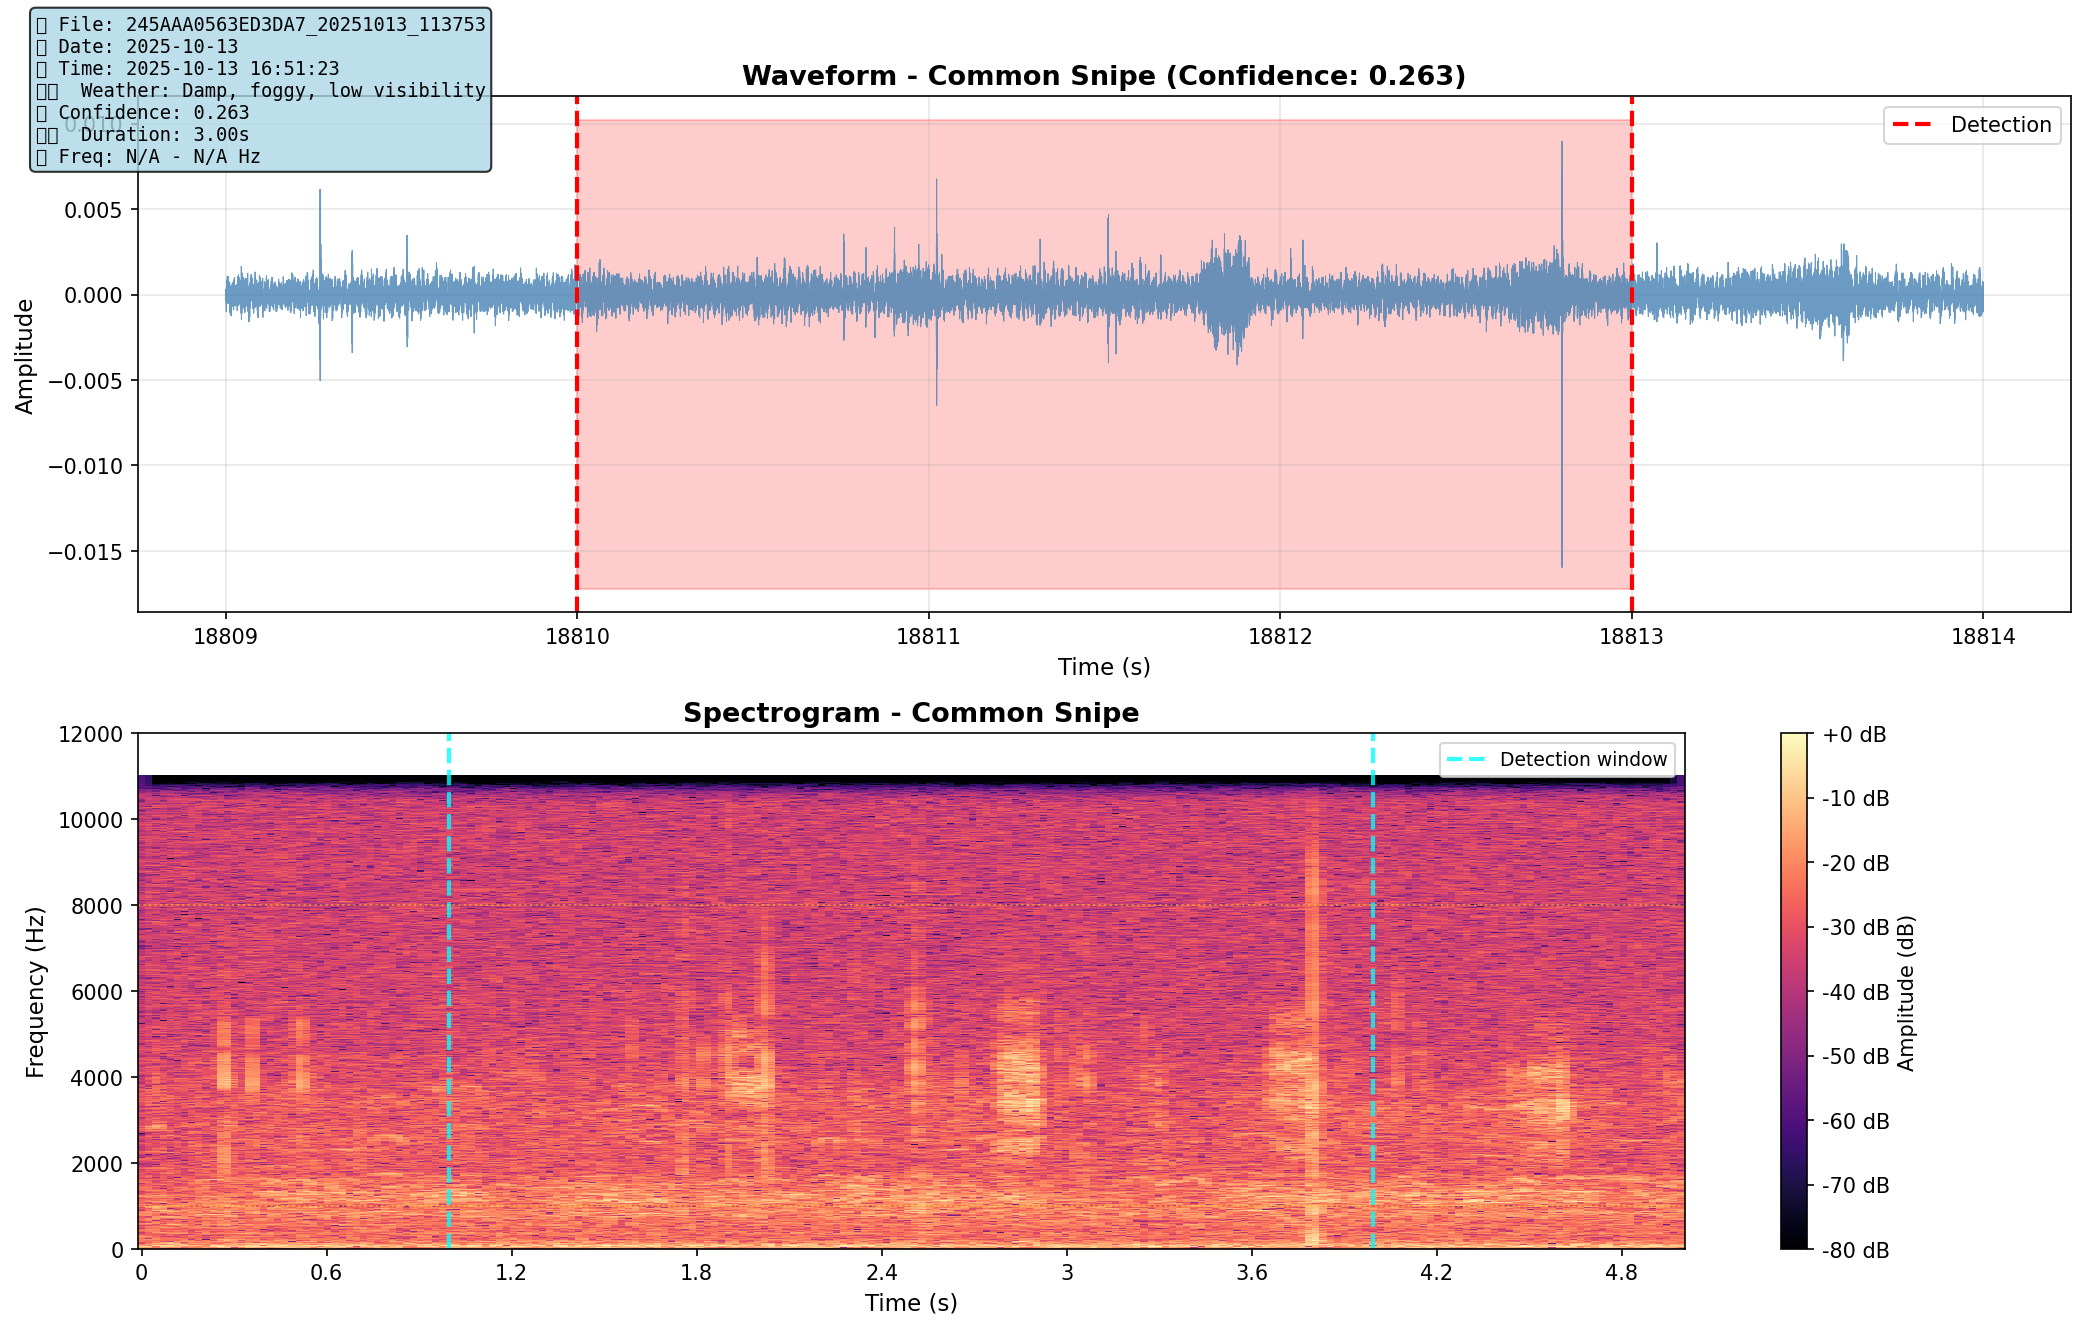 File: 245AAA0563ED3DA7_20251013_113753
Date: 2025-10-13
Time: 2025-10-13 16:51:23
Weather: Damp, foggy, low visibility
Confidence: 0.263
Duration: 3.00s
Freq: N/A - N/A Hz
Waveform - Common Snipe (Confidence: 0.263)
Detection
Amplitude
0.010
0.005
0.000
−0.005
−0.010
−0.015
18809 18810 18811 18812 18813 18814
Time (s)
Spectrogram - Common Snipe
Detection window
Frequency (Hz)
12000
10000
8000
6000
4000
2000
0
0 0.6 1.2 1.8 2.4 3 3.6 4.2 4.8
Time (s)
+0 dB
-10 dB
-20 dB
-30 dB
-40 dB
-50 dB
-60 dB
-70 dB
-80 dB
Amplitude (dB)